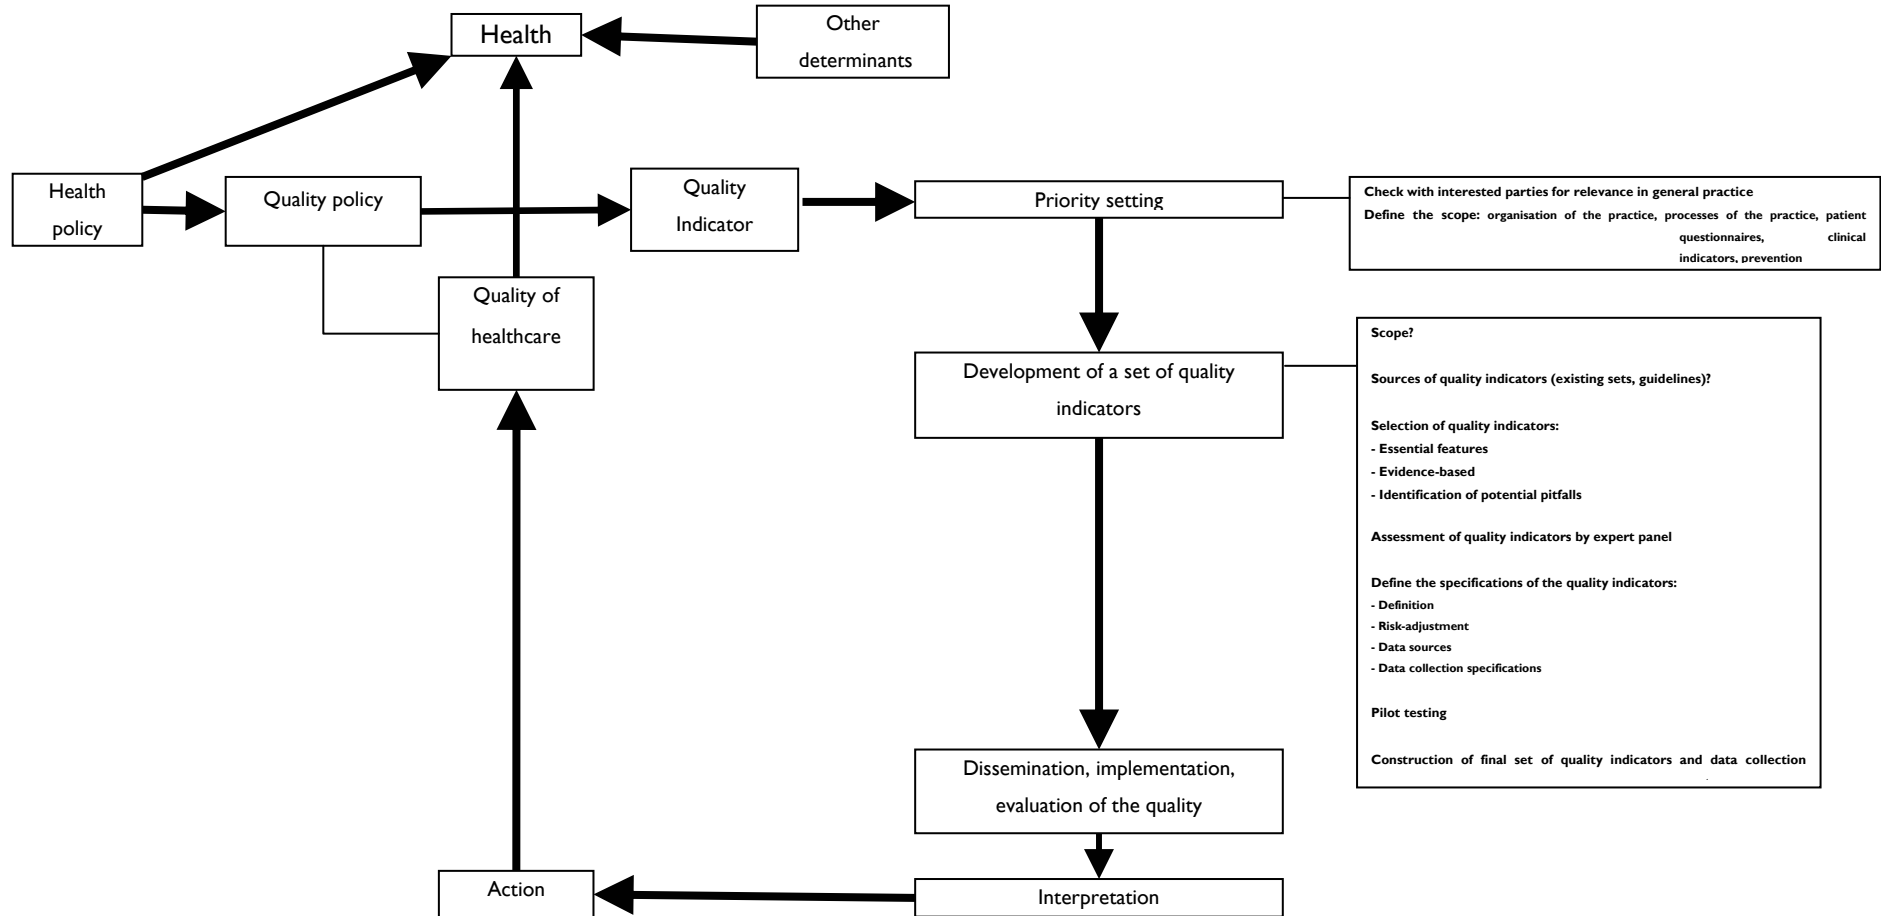 Health
Other
determinants
Health
policy
Quality policy
Quality
Indicator
Priority setting
Check with interested parties for relevance in general practice
Define the scope: organisation of the practice, processes of the practice, patient
questionnaires, clinical
indicators, prevention
Quality of
healthcare
Development of a set of quality
indicators
Scope?
Sources of quality indicators (existing sets, guidelines)?
Selection of quality indicators:
- Essential features
- Evidence-based
- Identification of potential pitfalls
Assessment of quality indicators by expert panel
Define the specifications of the quality indicators:
- Definition
- Risk-adjustment
- Data sources
- Data collection specifications
Pilot testing
Construction of final set of quality indicators and data collection
Dissemination, implementation,
evaluation of the quality
Action
Interpretation